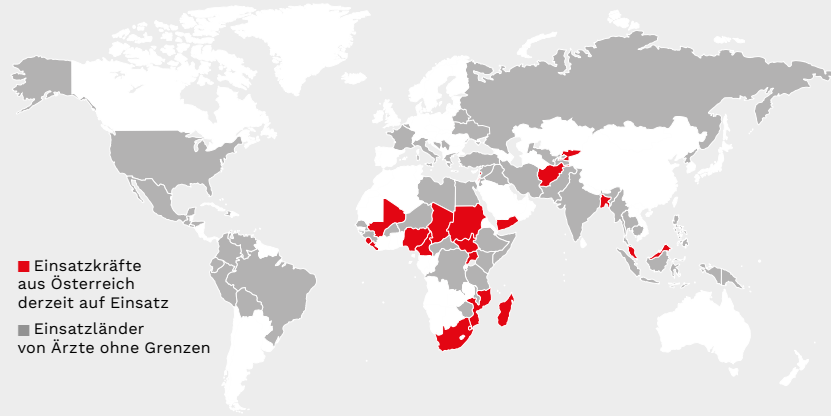 Einsatzkräfte
aus Österreich
derzeit auf Einsatz
Einsatzländer
von Ärzte ohne Grenzen